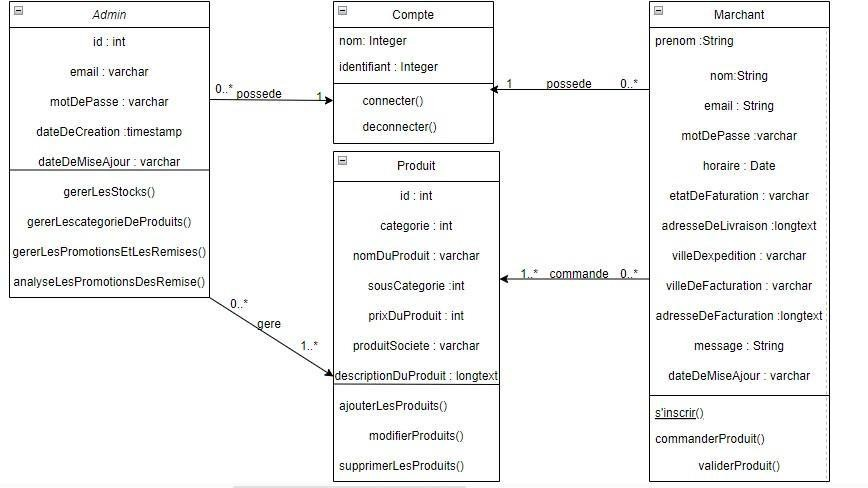 Admin
id : int
email : varchar
motDePasse : varchar
dateDeCreation :timestamp
dateDeMiseAjour : varchar
gererLesStocks()
gererLescategorieDeProduits()
gererLesPromotionsEtLesRemises()
analyseLesPromotionsDesRemise()
0..* possede 1
Compte
nom: Integer
identifiant : Integer
connecter()
deconnecter()
1 possede 0..*
Marchant
prenom :String
nom:String
email : String
motDePasse :varchar
horaire : Date
etatDeFaturation : varchar
adresseDeLivraison :longtext
villeDexpedition : varchar
villeDeFacturation : varchar
adresseDeFacturation :longtext
message : String
dateDeMiseAjour : varchar
s'inscrir()
commanderProduit()
validerProduit()
Produit
id : int
categorie : int
nomDuProduit : varchar
sousCategorie :int
prixDuProduit : int
produitSociete : varchar
descriptionDuProduit : longtext
ajouterLesProduits()
modifierProduits()
supprimerLesProduits()
1..* commande 0..*
0..*
gere
1..*